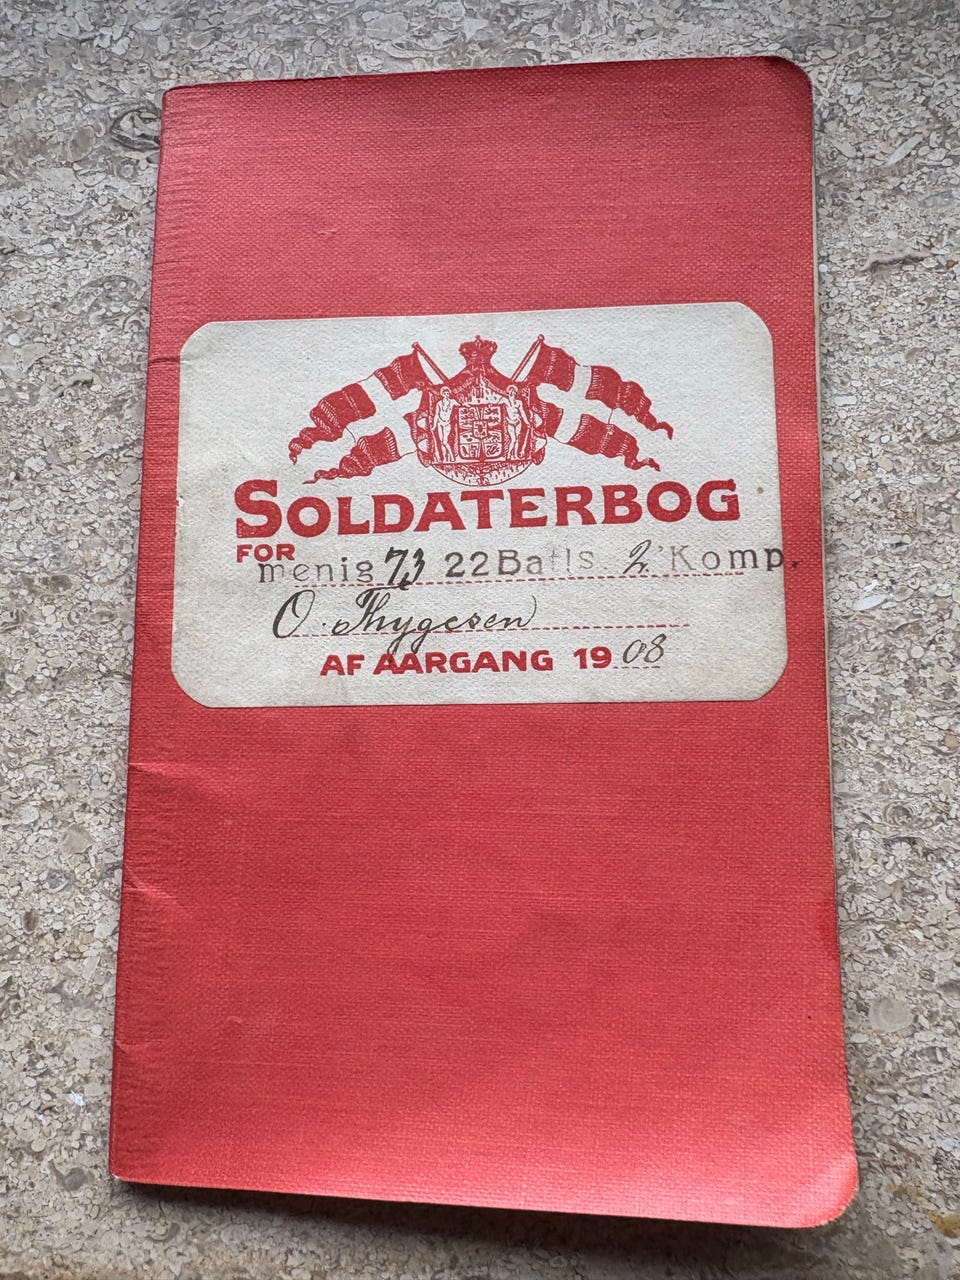 SOLDATERBOG
FOR menig 73 22 Batls. 2' Komp.
O. Thygesen
AF AARGANG 1908